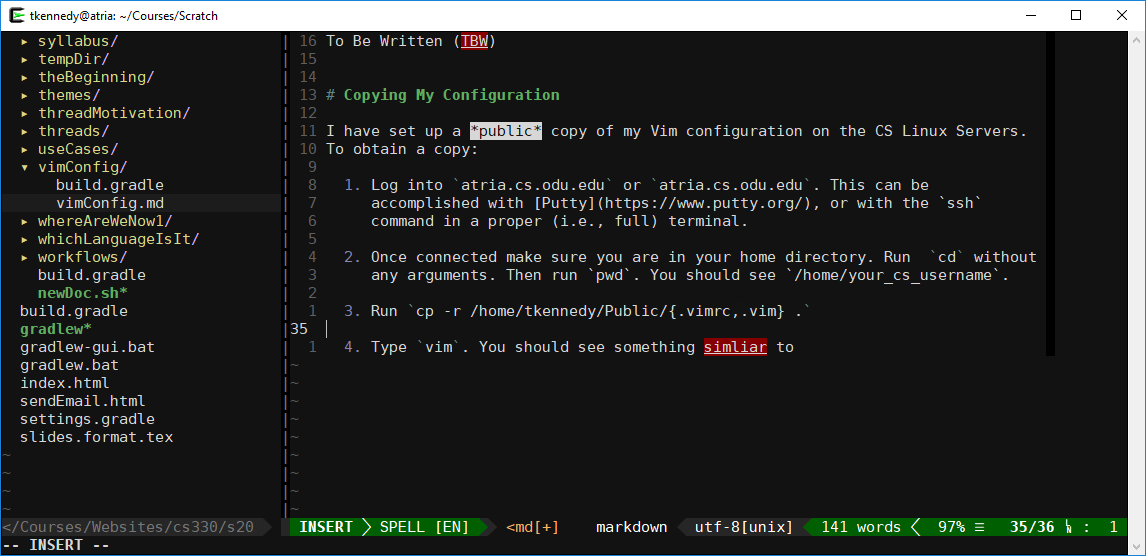 tkennedy@atria: ~/Courses/Scratch
▸ syllabus/
▸ tempDir/
▸ theBeginning/
▸ themes/
▸ threadMotivation/
▸ threads/
▸ useCases/
▾ vimConfig/
build.gradle
vimConfig.md
▸ whereAreWeNow1/
▸ whichLanguageIsIt/
▸ workflows/
build.gradle
newDoc.sh*
build.gradle
gradlew*
gradlew-gui.bat
gradlew.bat
index.html
sendEmail.html
settings.gradle
slides.format.tex
~
~
~
~
</Courses/Websites/cs330/s20
16 To Be Written (TBW)
15
14
13 # Copying My Configuration
12
11 I have set up a *public* copy of my Vim configuration on the CS Linux Servers.
10 To obtain a copy:
9
8 1. Log into `atria.cs.odu.edu` or `atria.cs.odu.edu`. This can be
7 accomplished with [Putty](https://www.putty.org/), or with the `ssh`
6 command in a proper (i.e., full) terminal.
5
4 2. Once connected make sure you are in your home directory. Run  `cd` without
3 any arguments. Then run `pwd`. You should see `/home/your_cs_username`.
2
1 3. Run `cp -r /home/tkennedy/Public/{.vimrc,.vim} .`
35
1 4. Type `vim`. You should see something simliar to
~
~
~
~
~
~
~
~
~
INSERT SPELL [EN] <md[+] markdown utf-8[unix] 141 words 97% ≡ 35/36 : 1
-- INSERT --